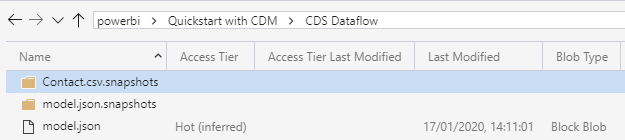 powerbi > Quickstart with CDM > CDS Dataflow
Name Access Tier Access Tier Last Modified Last Modified Blob Type
Contact.csv.snapshots
model.json.snapshots
model.json Hot (inferred) 17/01/2020, 14:11:01 Block Blob